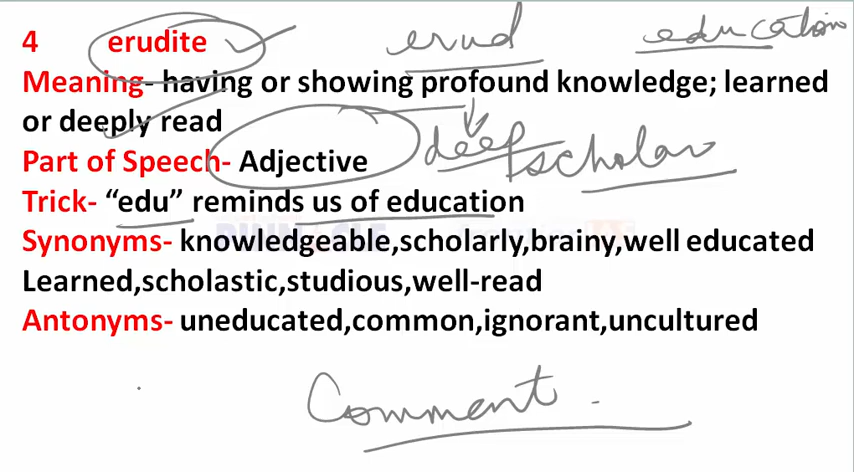 4 erudite erud education
Meaning- having or showing profound knowledge; learned
or deeply read
deep scholar
Part of Speech- Adjective
Trick- “edu” reminds us of education
Synonyms- knowledgeable,scholarly,brainy,well educated
Learned,scholastic,studious,well-read
Antonyms- uneducated,common,ignorant,uncultured
Comment